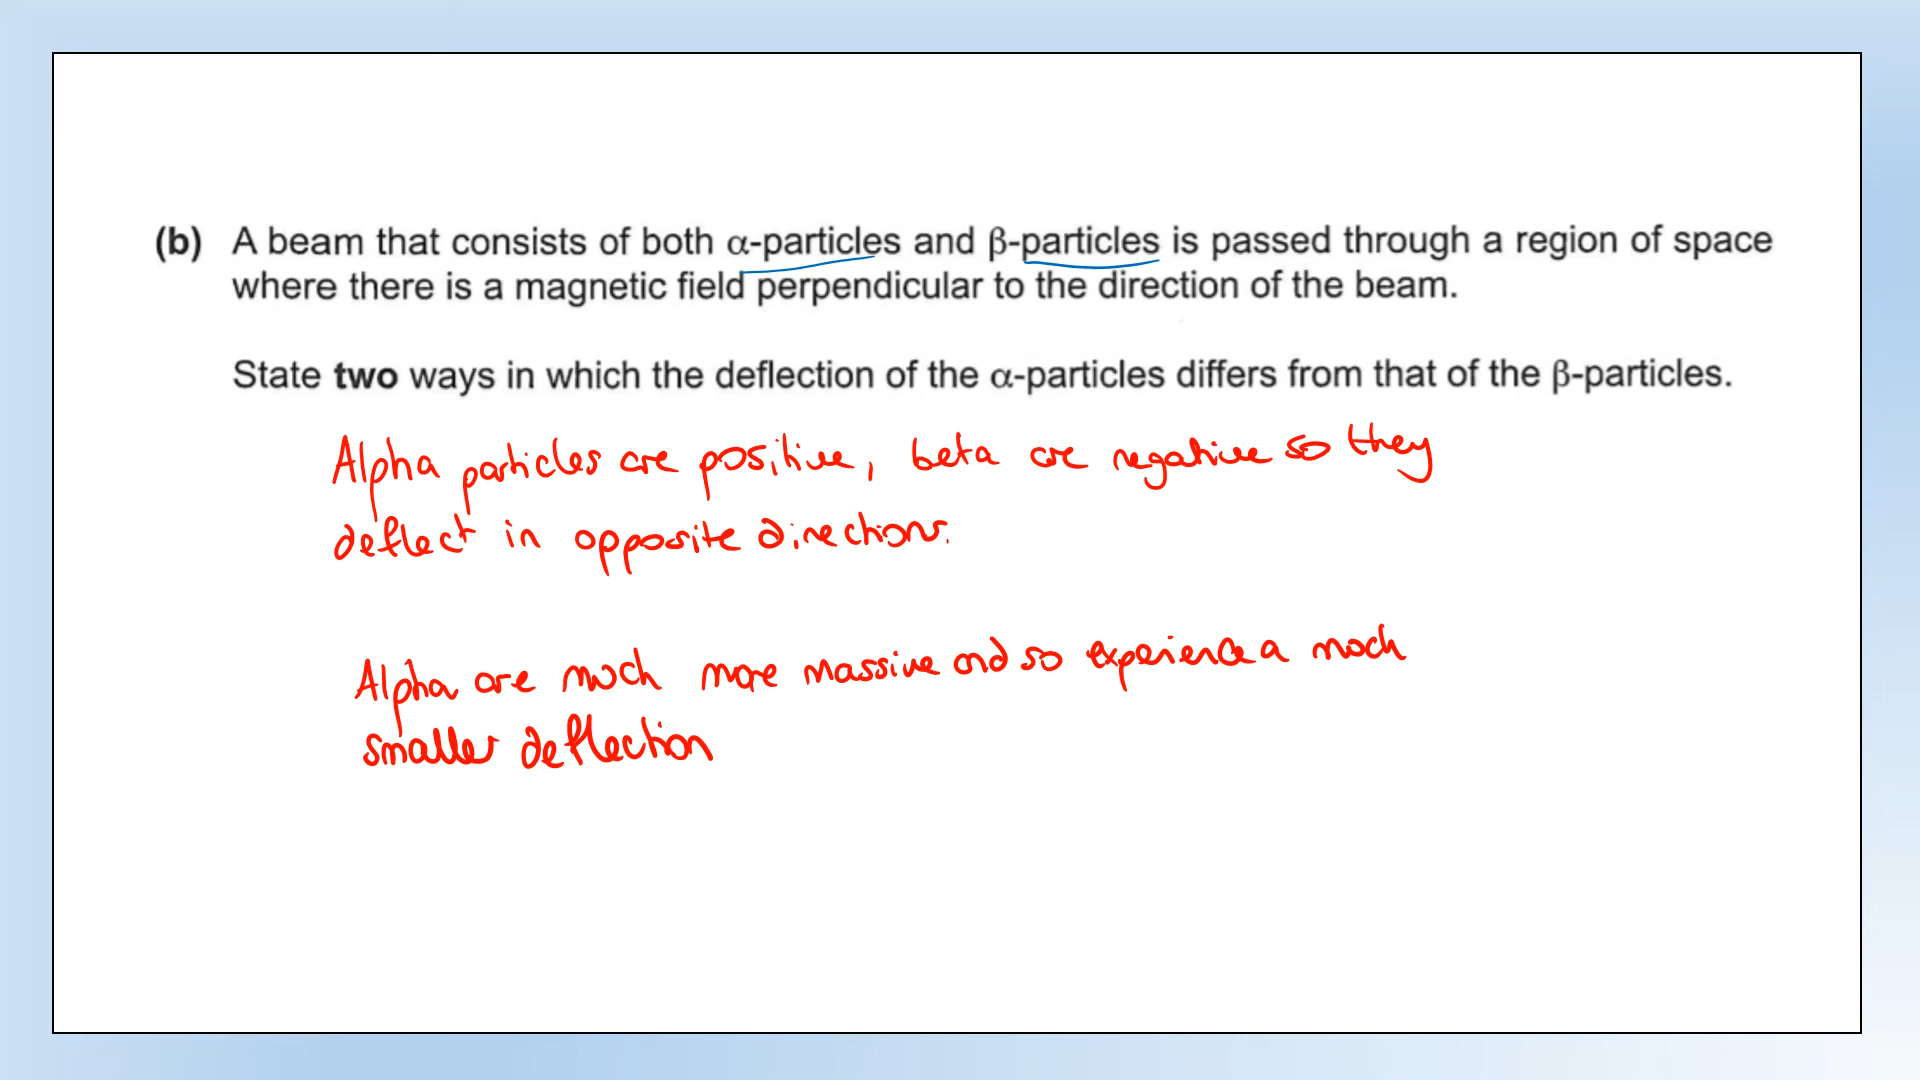 (b) A beam that consists of both α-particles and β-particles is passed through a region of space
where there is a magnetic field perpendicular to the direction of the beam.
State two ways in which the deflection of the α-particles differs from that of the β-particles.
Alpha particles are positive, beta are negative so they
deflect in opposite directions.
Alpha are much more massive and so experience a much
smaller deflection